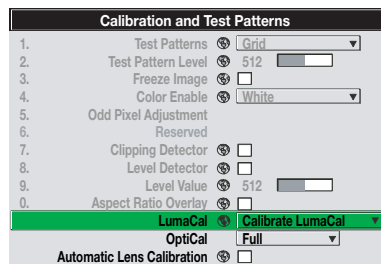 Calibration and Test Patterns
1. Test Patterns Grid
2. Test Pattern Level 512
3. Freeze Image
4. Color Enable White
5. Odd Pixel Adjustment
6. Reserved
7. Clipping Detector
8. Level Detector
9. Level Value 512
0. Aspect Ratio Overlay
LumaCal Calibrate LumaCal
OptiCal Full
Automatic Lens Calibration